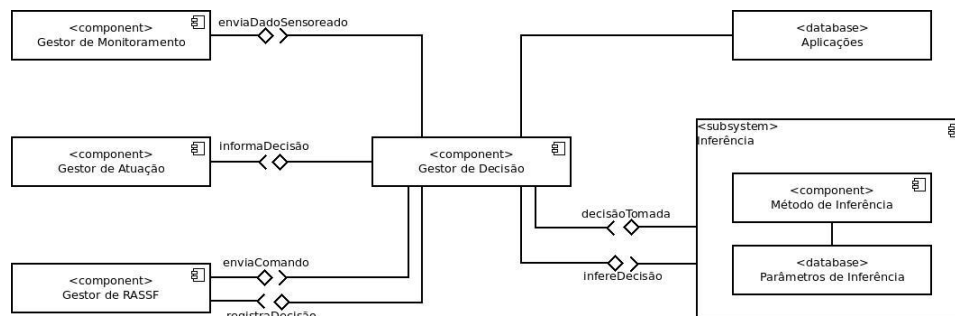 enviaDadoSensoreado
<component>
Gestor de Monitoramento
<database>
Aplicações
<subsystem>
Inferência
informaDecisão
<component>
Gestor de Atuação
<component>
Gestor de Decisão
<component>
Método de Inferência
decisãoTomada
enviaComando
infereDecisão
<database>
Parâmetros de Inferência
<component>
Gestor de RASSF
registraDecisão